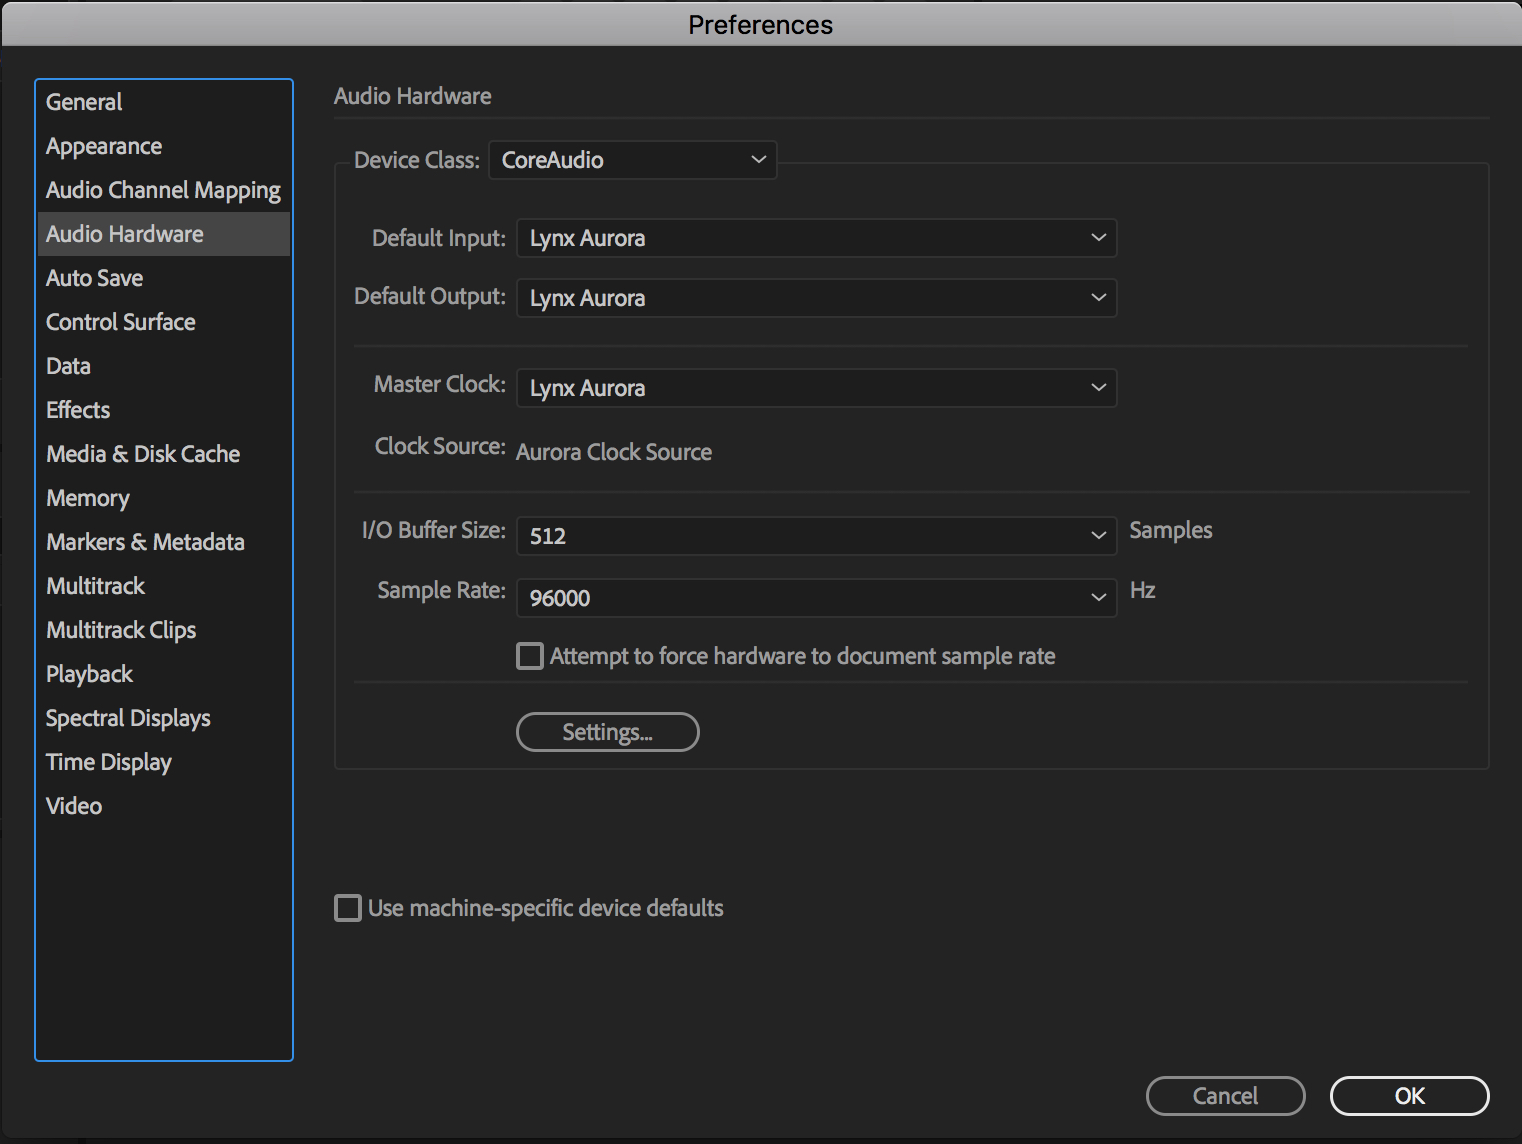 Preferences
General
Appearance
Audio Channel Mapping
Audio Hardware
Auto Save
Control Surface
Data
Effects
Media & Disk Cache
Memory
Markers & Metadata
Multitrack
Multitrack Clips
Playback
Spectral Displays
Time Display
Video
Audio Hardware
Device Class: CoreAudio
Default Input: Lynx Aurora
Default Output: Lynx Aurora
Master Clock: Lynx Aurora
Clock Source: Aurora Clock Source
I/O Buffer Size: 512 Samples
Sample Rate: 96000 Hz
Attempt to force hardware to document sample rate
Settings...
Use machine-specific device defaults
Cancel OK